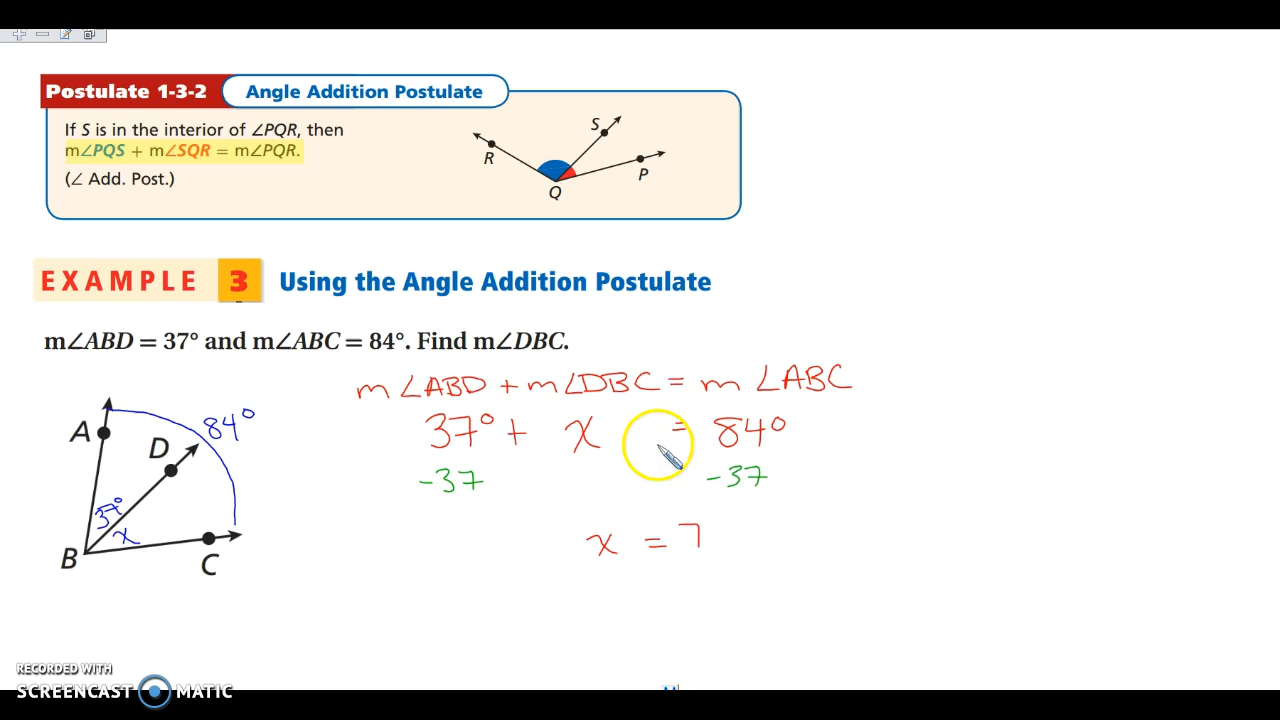 Postulate 1-3-2 Angle Addition Postulate
If S is in the interior of ∠PQR, then
m∠PQS + m∠SQR = m∠PQR.
(∠ Add. Post.)
R
S
P
Q
EXAMPLE 3 Using the Angle Addition Postulate
m∠ABD = 37° and m∠ABC = 84°. Find m∠DBC.
m ∠ABD + m∠DBC = m ∠ABC
37° + x = 84°
-37 -37
x = 7
A
D
84°
37°
x
B
C
RECORDED WITH
SCREENCAST MATIC